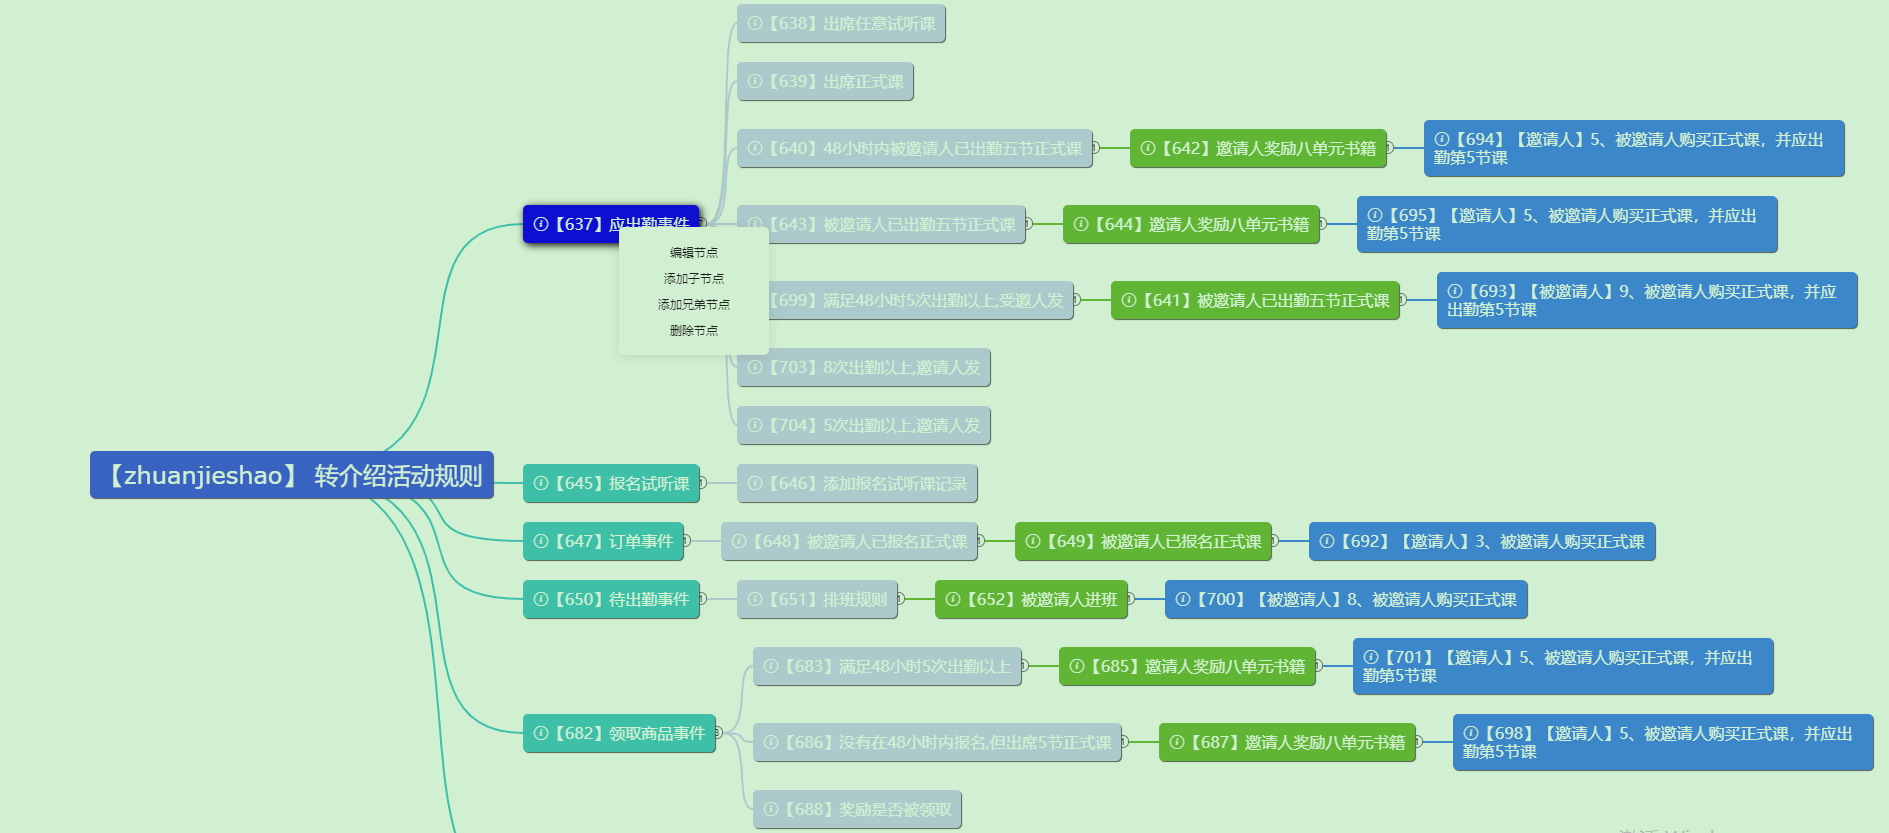 【638】出席任意试听课
【639】出席正式课
【640】48小时内被邀请人已出勤五节正式课
【642】邀请人奖励八单元书籍
【694】【邀请人】5、被邀请人购买正式课，并应出
勤第5节课
【637】应出勤事件
【643】被邀请人已出勤五节正式课
【644】邀请人奖励八单元书籍
【695】【邀请人】5、被邀请人购买正式课，并应出
勤第5节课
编辑节点
添加子节点
添加兄弟节点
删除节点
【699】满足48小时5次出勤以上,受邀人发
【641】被邀请人已出勤五节正式课
【693】【被邀请人】9、被邀请人购买正式课，并应
出勤第5节课
【703】8次出勤以上,邀请人发
【704】5次出勤以上,邀请人发
【zhuanjieshao】 转介绍活动规则
【645】报名试听课
【646】添加报名试听课记录
【647】订单事件
【648】被邀请人已报名正式课
【649】被邀请人已报名正式课
【692】【邀请人】3、被邀请人购买正式课
【650】待出勤事件
【651】排班规则
【652】被邀请人进班
【700】【被邀请人】8、被邀请人购买正式课
【682】领取商品事件
【683】满足48小时5次出勤以上
【685】邀请人奖励八单元书籍
【701】【邀请人】5、被邀请人购买正式课，并应出
勤第5节课
【686】没有在48小时内报名,但出席5节正式课
【687】邀请人奖励八单元书籍
【698】【邀请人】5、被邀请人购买正式课，并应出
勤第5节课
【688】奖励是否被领取